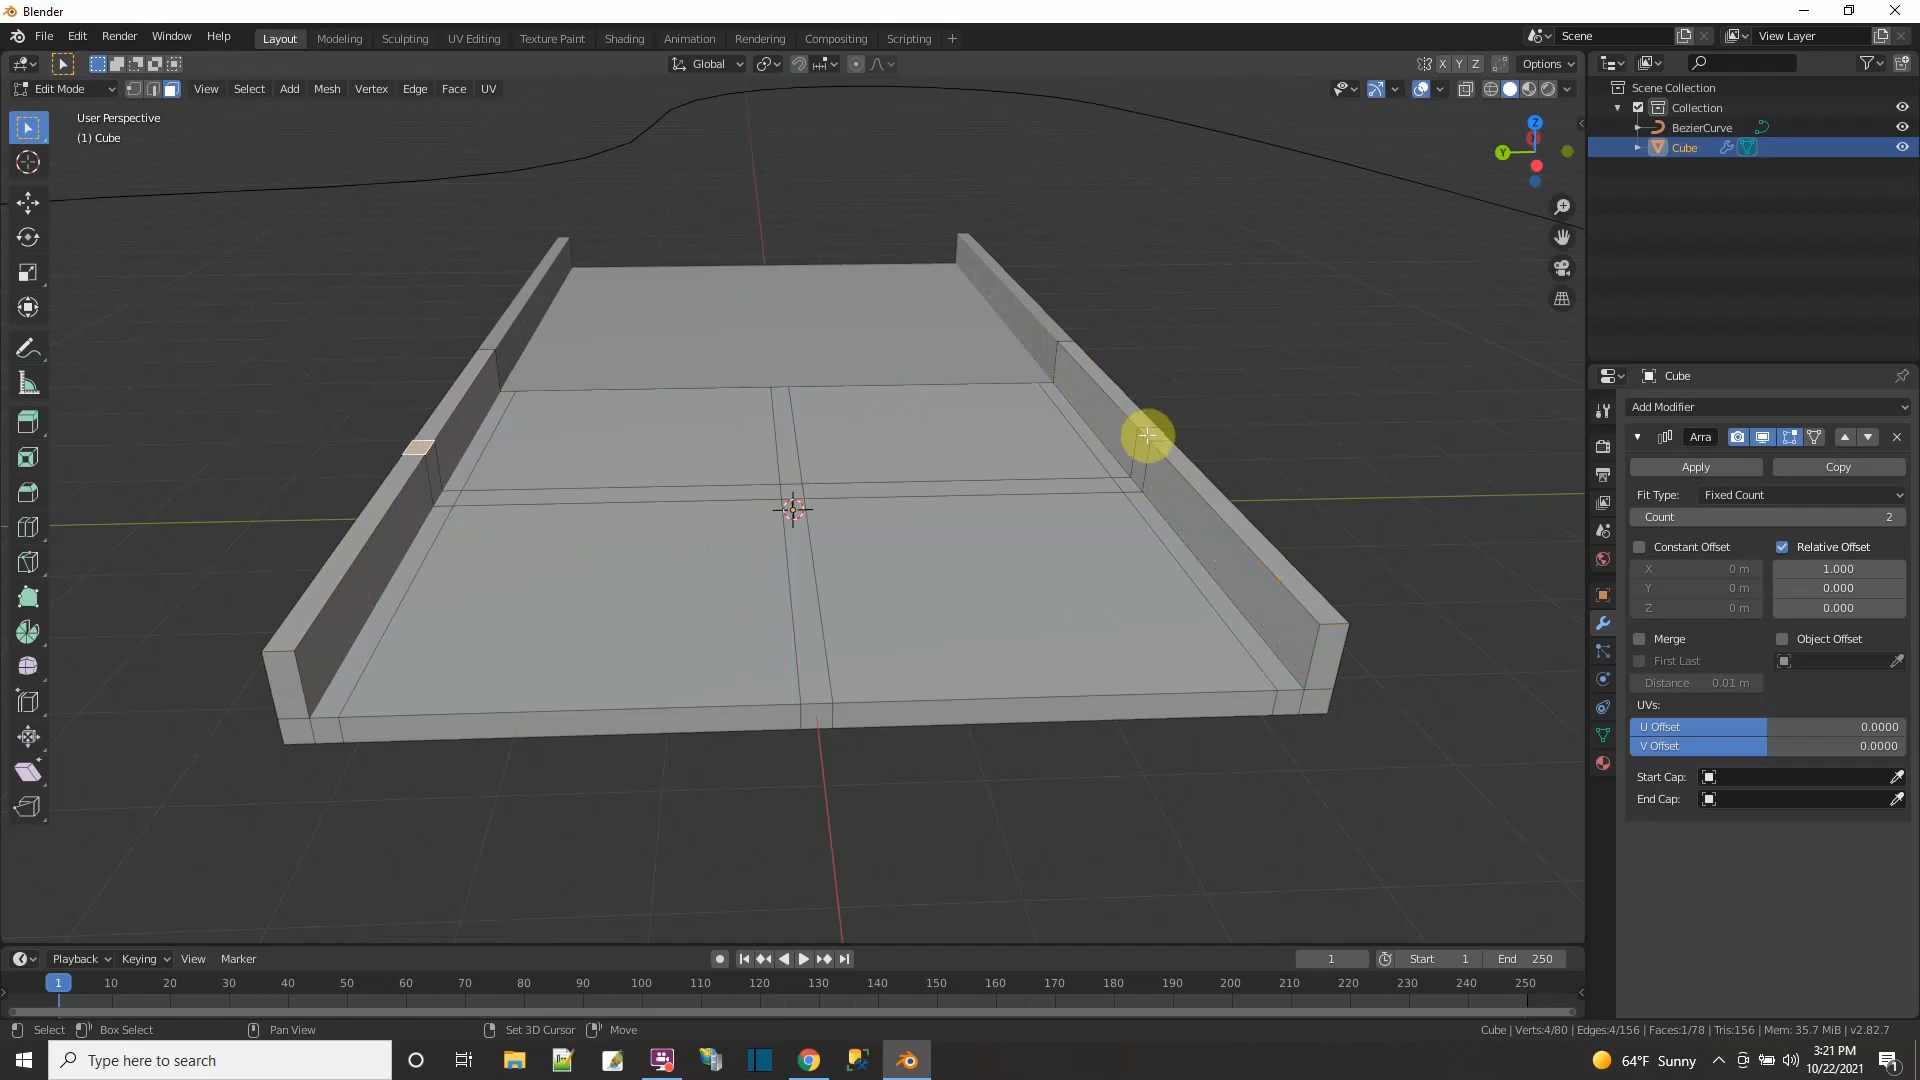 Blender
File Edit Render Window Help Layout Modeling Sculpting UV Editing Texture Paint Shading Animation Rendering Compositing Scripting + Scene View Layer
Global X Y Z Options
Edit Mode View Select Add Mesh Vertex Edge Face UV
User Perspective
(1) Cube
Scene Collection
Collection
BezierCurve
Cube
Z
Y
Cube
Add Modifier
Arra
Apply Copy
Fit Type: Fixed Count
Count 2
Constant Offset Relative Offset
X 0 m 1.000
Y 0 m 0.000
Z 0 m 0.000
Merge Object Offset
First Last
Distance 0.01 m
UVs:
U Offset 0.0000
V Offset 0.0000
Start Cap:
End Cap:
Playback Keying View Marker 1 Start 1 End 250
1 10 20 30 40 50 60 70 80 90 100 110 120 130 140 150 160 170 180 190 200 210 220 230 240 250
Select Box Select Pan View Set 3D Cursor Move Cube | Verts:4/80 | Edges:4/156 | Faces:1/78 | Tris:156 | Mem: 35.7 MiB | v2.82.7
Type here to search 64°F Sunny 3:21 PM
10/22/2021
1